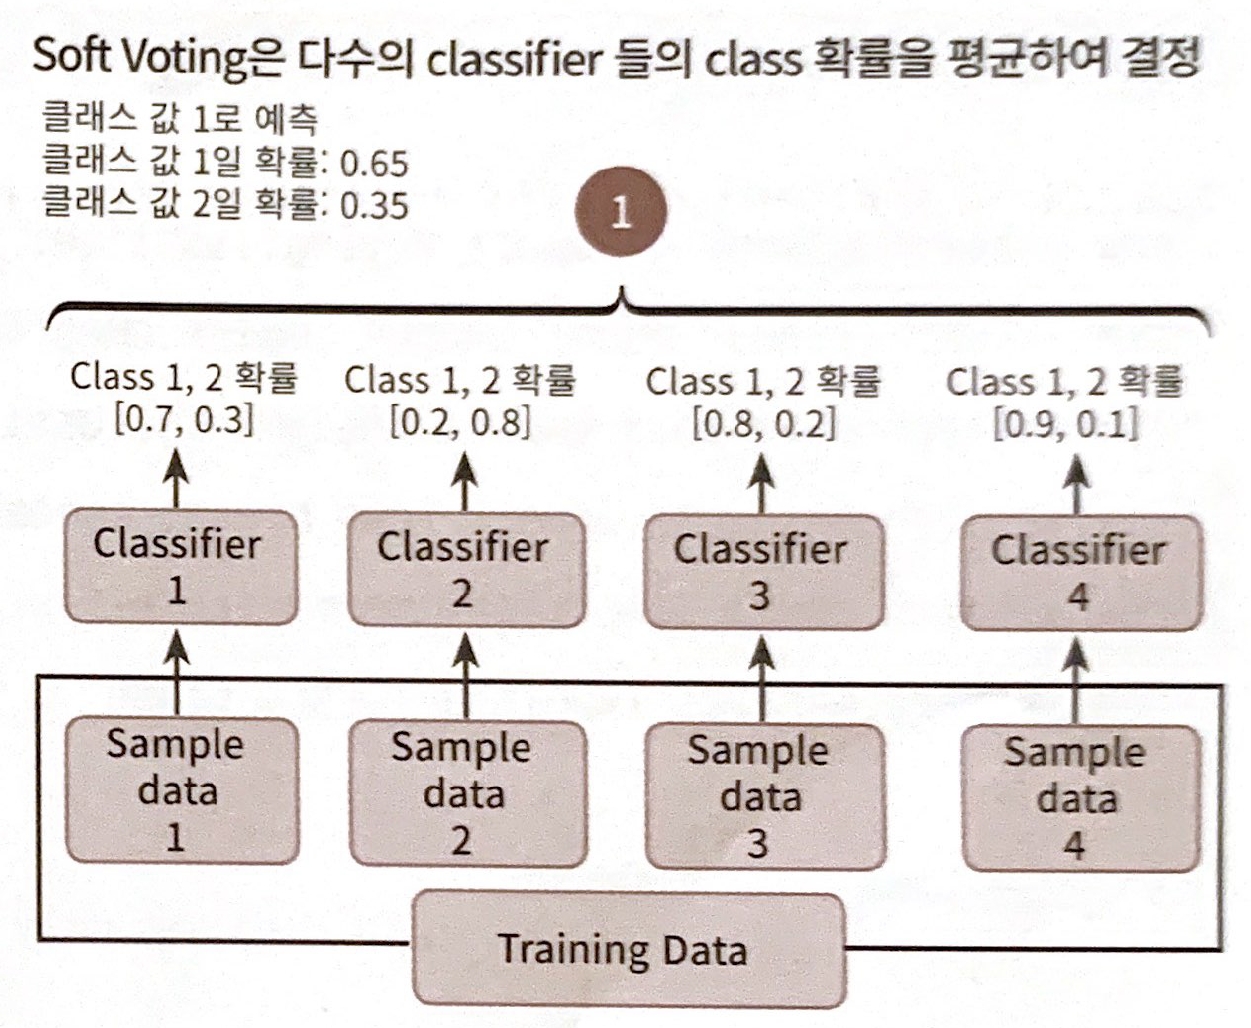 Soft Voting은 다수의 classifier 들의 class 확률을 평균하여 결정
클래스 값 1로 예측
클래스 값 1일 확률: 0.65
클래스 값 2일 확률: 0.35
1
Class 1, 2 확률
[0.7, 0.3]
Class 1, 2 확률
[0.2, 0.8]
Class 1, 2 확률
[0.8, 0.2]
Class 1, 2 확률
[0.9, 0.1]
Classifier
1
Classifier
2
Classifier
3
Classifier
4
Sample
data
1
Sample
data
2
Sample
data
3
Sample
data
4
Training Data